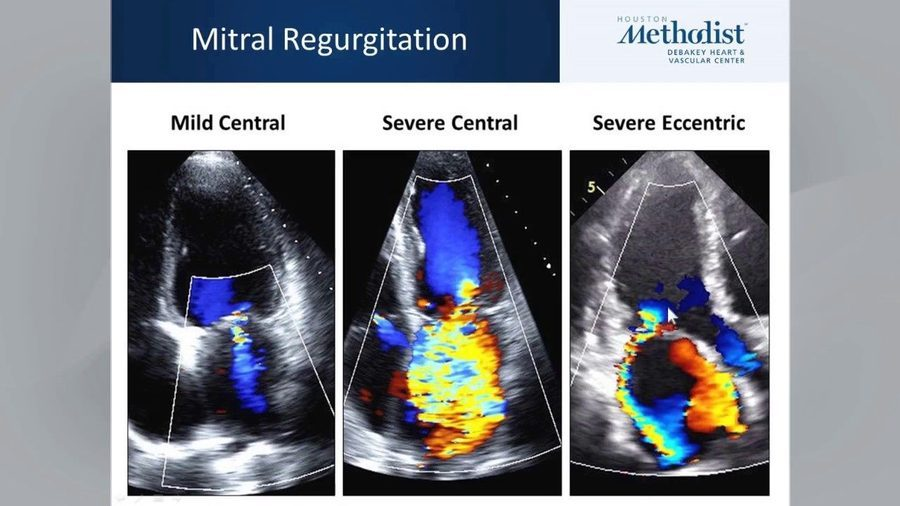 Mitral Regurgitation
HOUSTON
Methodist
DEBAKEY HEART &
VASCULAR CENTER
Mild Central
Severe Central
Severe Eccentric
5